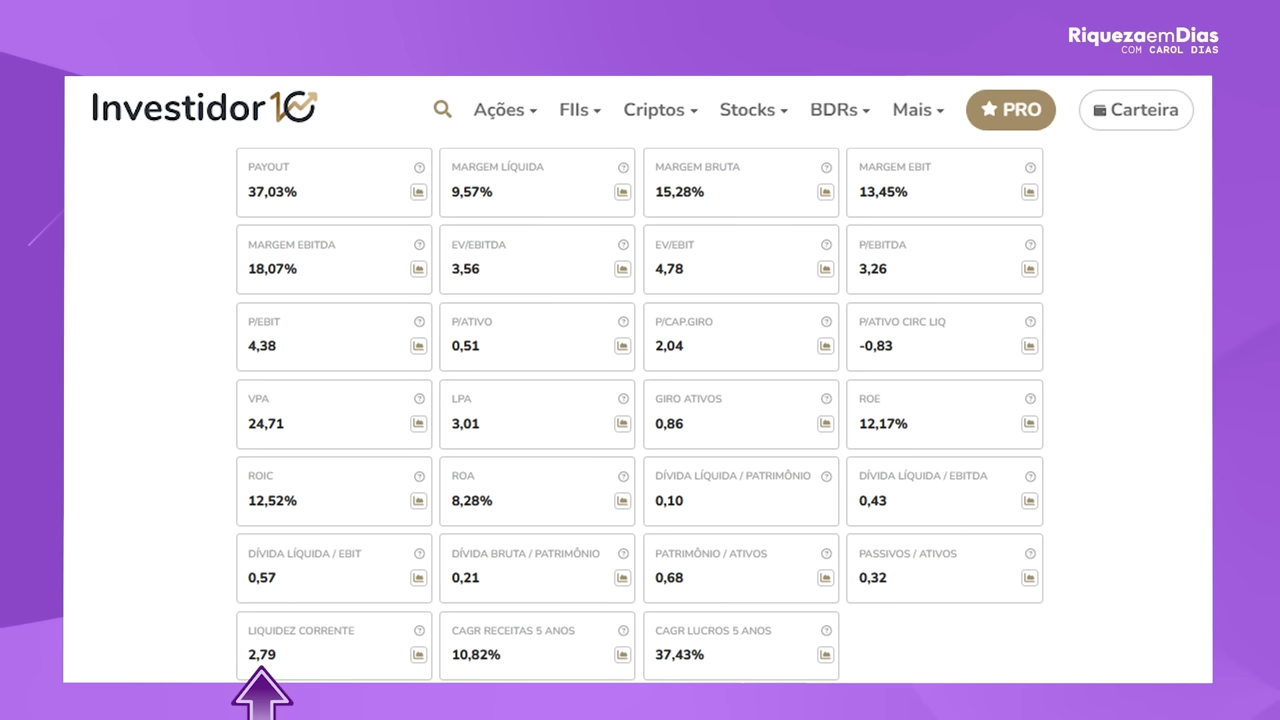 RiquezaemDias
COM CAROL DIAS
Investidor10
Ações FIIs Criptos Stocks BDRs Mais PRO Carteira
PAYOUT MARGEM LÍQUIDA MARGEM BRUTA MARGEM EBIT
37,03% 9,57% 15,28% 13,45%
MARGEM EBITDA EV/EBITDA EV/EBIT P/EBITDA
18,07% 3,56 4,78 3,26
P/EBIT P/ATIVO P/CAP.GIRO P/ATIVO CIRC LIQ
4,38 0,51 2,04 -0,83
VPA LPA GIRO ATIVOS ROE
24,71 3,01 0,86 12,17%
ROIC ROA DÍVIDA LÍQUIDA / PATRIMÔNIO DÍVIDA LÍQUIDA / EBITDA
12,52% 8,28% 0,10 0,43
DÍVIDA LÍQUIDA / EBIT DÍVIDA BRUTA / PATRIMÔNIO PATRIMÔNIO / ATIVOS PASSIVOS / ATIVOS
0,57 0,21 0,68 0,32
LIQUIDEZ CORRENTE CAGR RECEITAS 5 ANOS CAGR LUCROS 5 ANOS
2,79 10,82% 37,43%